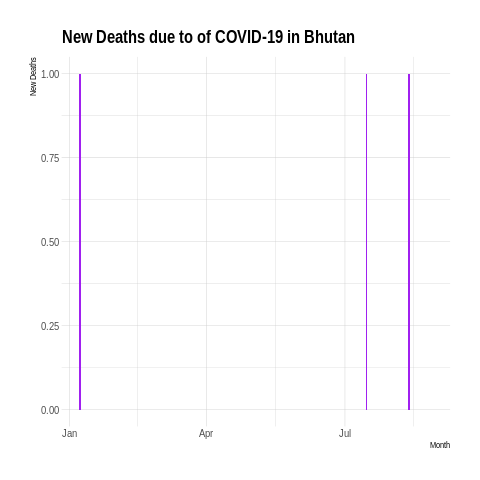 New Deaths due to of COVID-19 in Bhutan
New Deaths
1.00
0.75
0.50
0.25
0.00
Jan
Apr
Jul
Month